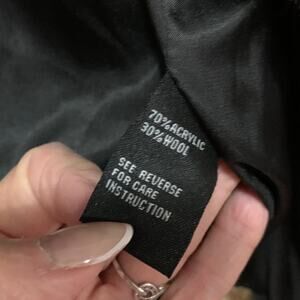 70%ACRYLIC
30%WOOL
SEE REVERSE
FOR CARE
INSTRUCTION